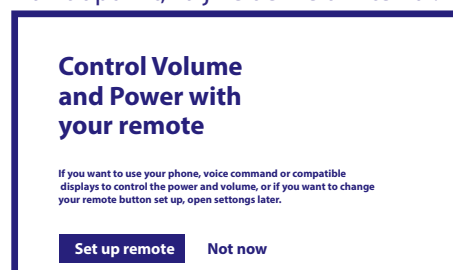 Control Volume
and Power with
your remote
If you want to use your phone, voice command or compatible
displays to control the power and volume, or if you want to change
your remote button set up, open settongs later.
Set up remote Not now